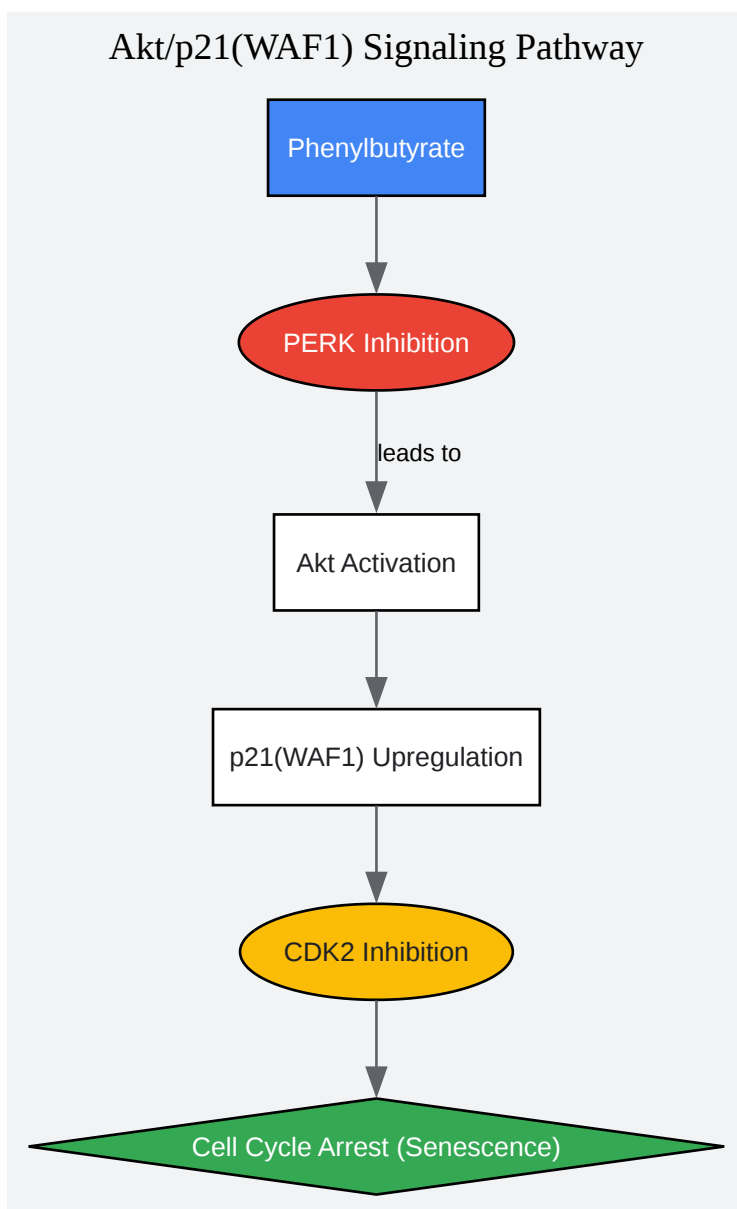 Akt/p21(WAF1) Signaling Pathway
Phenylbutyrate
PERK Inhibition
leads to
Akt Activation
p21(WAF1) Upregulation
CDK2 Inhibition
Cell Cycle Arrest (Senescence)